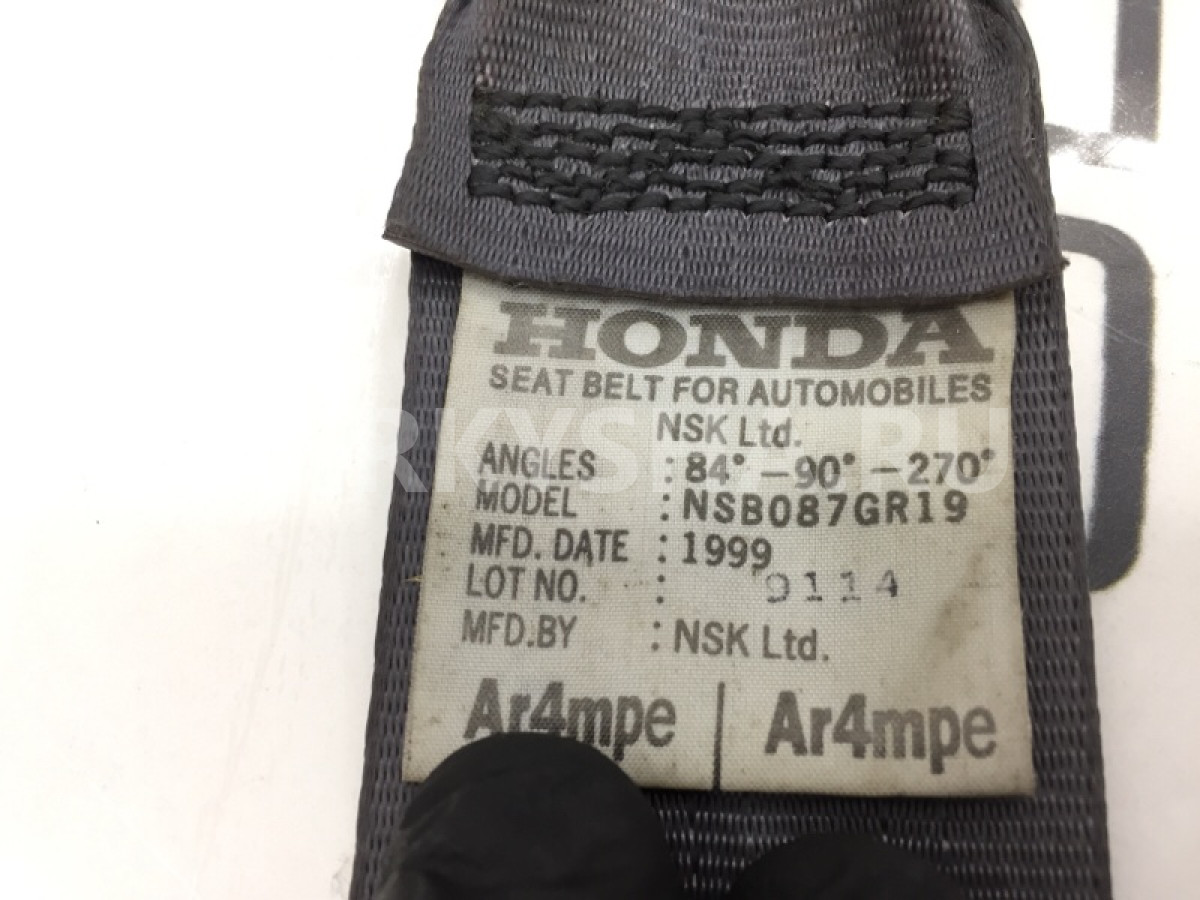 HONDA
SEAT BELT FOR AUTOMOBILES
NSK Ltd.
ANGLES : 84° -90° -270°
MODEL : NSB087GR19
MFD. DATE : 1999
LOT NO. : 9114
MFD.BY : NSK Ltd.
Ar4mpe | Ar4mpe